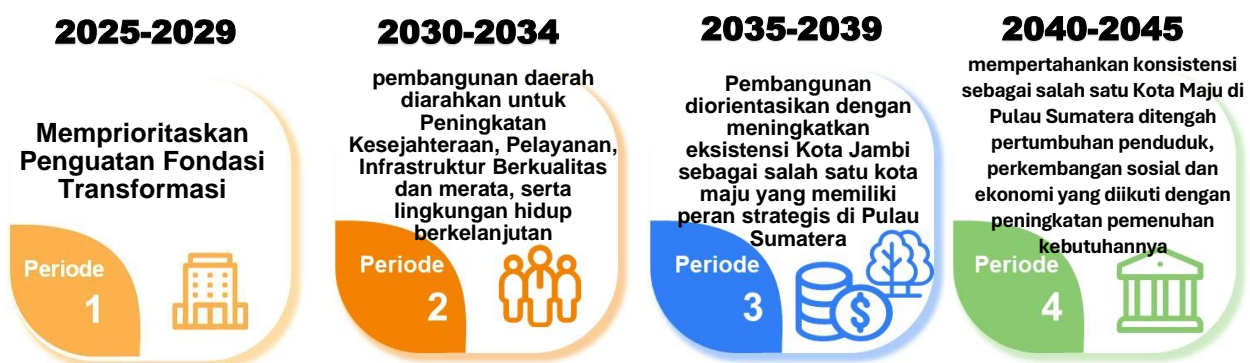 2025-2029
Memprioritaskan
Penguatan Fondasi
Transformasi
Periode
1
2030-2034
pembangunan daerah
diarahkan untuk
Peningkatan
Kesejahteraan, Pelayanan,
Infrastruktur Berkualitas
dan merata, serta
lingkungan hidup
berkelanjutan
Periode
2
2035-2039
Pembangunan
diorientasikan dengan
meningkatkan
eksistensi Kota Jambi
sebagai salah satu kota
maju yang memiliki
peran strategis di Pulau
Sumatera
Periode
3
2040-2045
mempertahankan konsistensi
sebagai salah satu Kota Maju di
Pulau Sumatera ditengah
pertumbuhan penduduk,
perkembangan sosial dan
ekonomi yang diikuti dengan
peningkatan pemenuhan
kebutuhannya
Periode
4